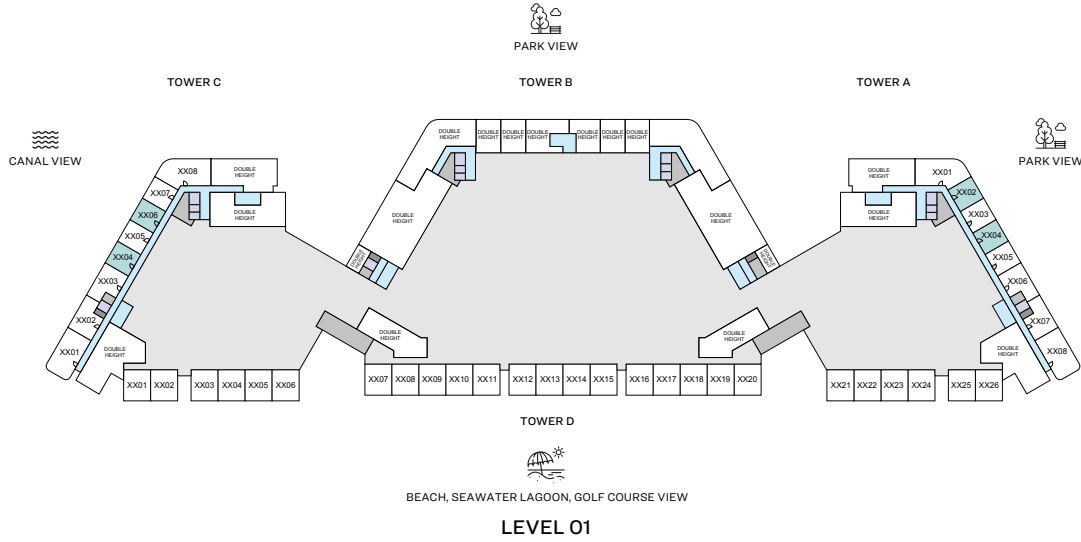 PARK VIEW
TOWER C
TOWER B
TOWER A
CANAL VIEW
PARK VIEW
XX08
DOUBLE
HEIGHT
XX07
DOUBLE
HEIGHT
XX06
XX05
XX04
XX03
XX02
XX01
DOUBLE
HEIGHT
DOUBLE
HEIGHT
DOUBLE
HEIGHT
DOUBLE
HEIGHT
DOUBLE
HEIGHT
DOUBLE
HEIGHT
DOUBLE
HEIGHT
DOUBLE
HEIGHT
DOUBLE
HEIGHT
DOUBLE
HEIGHT
DOUBLE
HEIGHT
DOUBLE
HEIGHT
DOUBLE
HEIGHT
DOUBLE
HEIGHT
XX01
DOUBLE
HEIGHT
XX02
XX03
XX04
XX05
XX06
XX07
XX08
DOUBLE
HEIGHT
DOUBLE
HEIGHT
DOUBLE
HEIGHT
XX01 XX02 XX03 XX04 XX05 XX06 XX07 XX08 XX09 XX10 XX11 XX12 XX13 XX14 XX15 XX16 XX17 XX18 XX19 XX20 XX21 XX22 XX23 XX24 XX25 XX26
TOWER D
BEACH, SEAWATER LAGOON, GOLF COURSE VIEW
LEVEL 01